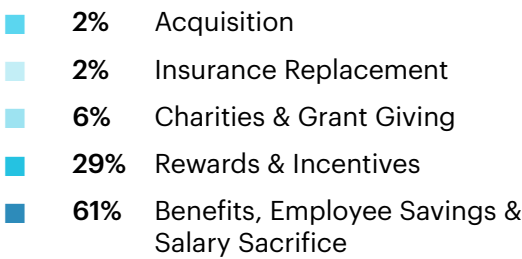 2% Acquisition
2% Insurance Replacement
6% Charities & Grant Giving
29% Rewards & Incentives
61% Benefits, Employee Savings &
Salary Sacrifice